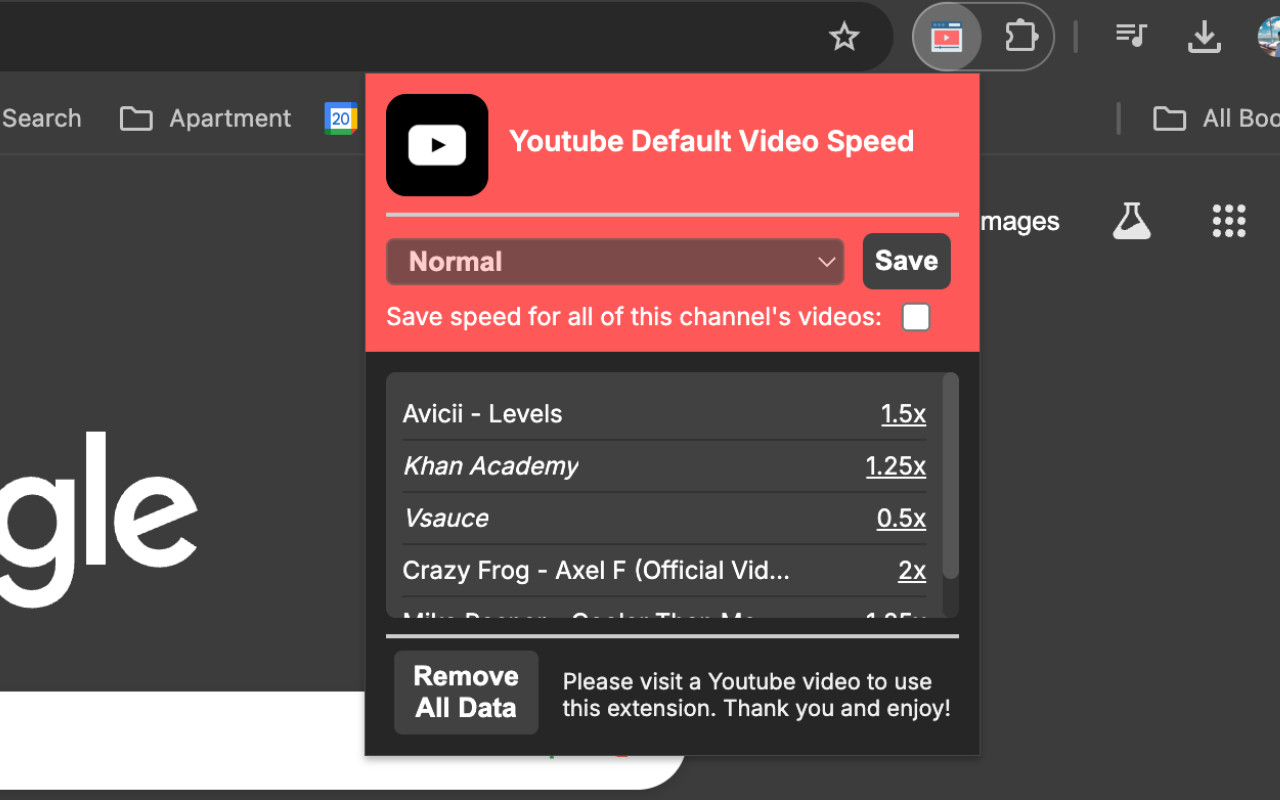 Search
Apartment
20
All Boo
Youtube Default Video Speed
mages
Normal
Save
Save speed for all of this channel's videos:
Avicii - Levels 1.5x
Khan Academy 1.25x
Vsauce 0.5x
gle
Crazy Frog - Axel F (Official Vid... 2x
Remove
All Data
Please visit a Youtube video to use
this extension. Thank you and enjoy!